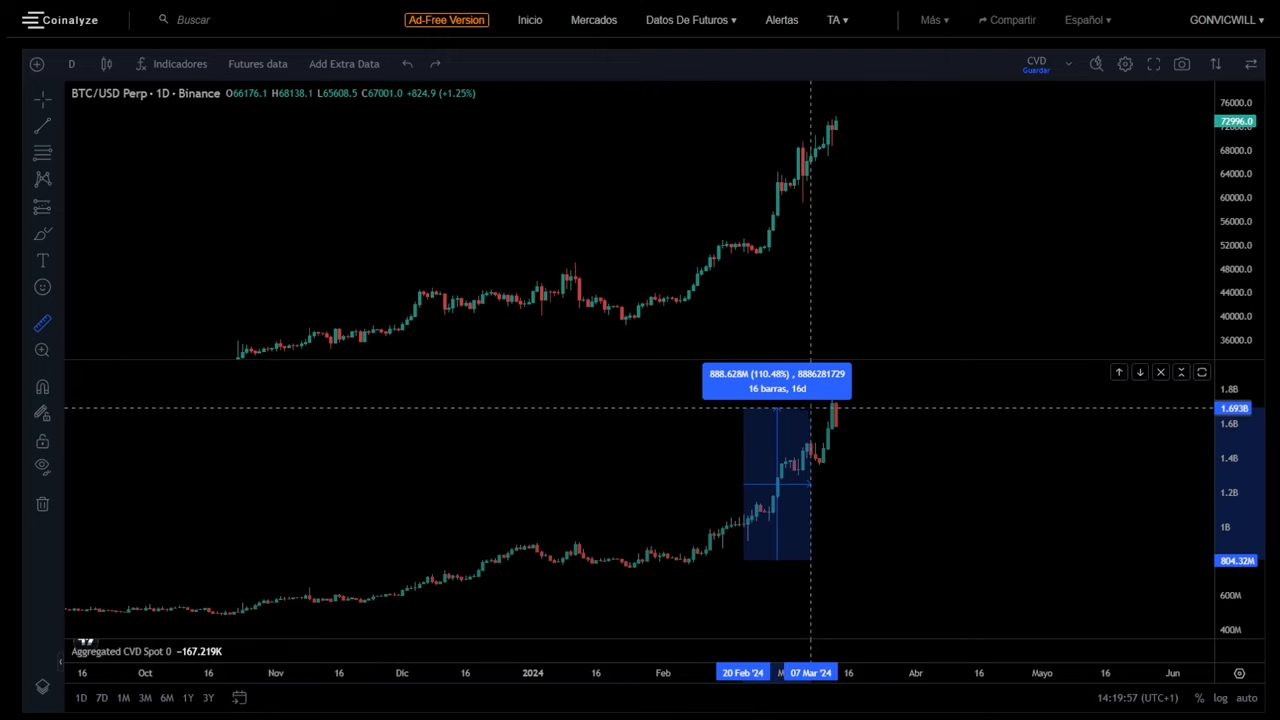 Coinalyze
Buscar
Ad-Free Version
Inicio
Mercados
Datos De Futuros ▾
Alertas
TA ▾
Más ▾
Compartir
Español ▾
GONVICWILL ▾
D
Indicadores
Futures data
Add Extra Data
CVD
Guardar
BTC/USD Perp · 1D · Binance O66176.1 H68138.1 L65608.5 C67001.0 +824.9 (+1.25%)
76000.0
72996.0
68000.0
64000.0
60000.0
56000.0
52000.0
48000.0
44000.0
40000.0
36000.0
888.628M (110.48%) , 8886281729
16 barras, 16d
1.8B
1.693B
1.6B
1.4B
1.2B
1B
804.32M
600M
400M
Aggregated CVD Spot 0 −167.219K
16 Oct 16 Nov 16 Dic 16 2024 16 Feb 20 Feb '24 07 Mar '24 16 Abr 16 Mayo 16 Jun
1D 7D 1M 3M 6M 1Y 3Y
14:19:57 (UTC+1) % log auto